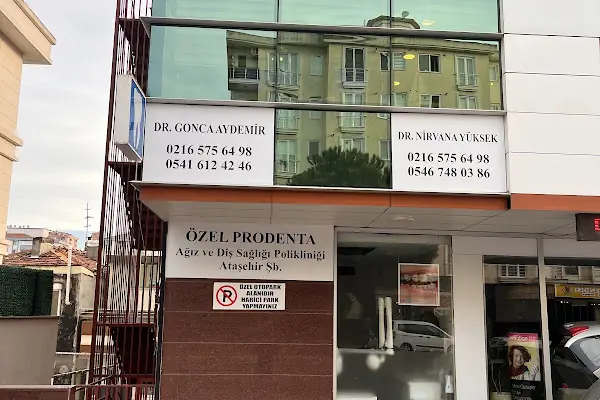 DR. GONCA AYDEMİR
0216 575 64 98
0541 612 42 46
DR. NİRVANA YÜKSEK
0216 575 64 98
0546 748 03 86
ÖZEL PRODENTA
Ağız ve Diş Sağlığı Polikliniği
Ataşehir Şb.
P
ÖZEL OTOPARK
ALANIDIR
HARİCİ PARK
YAPMAYINIZ